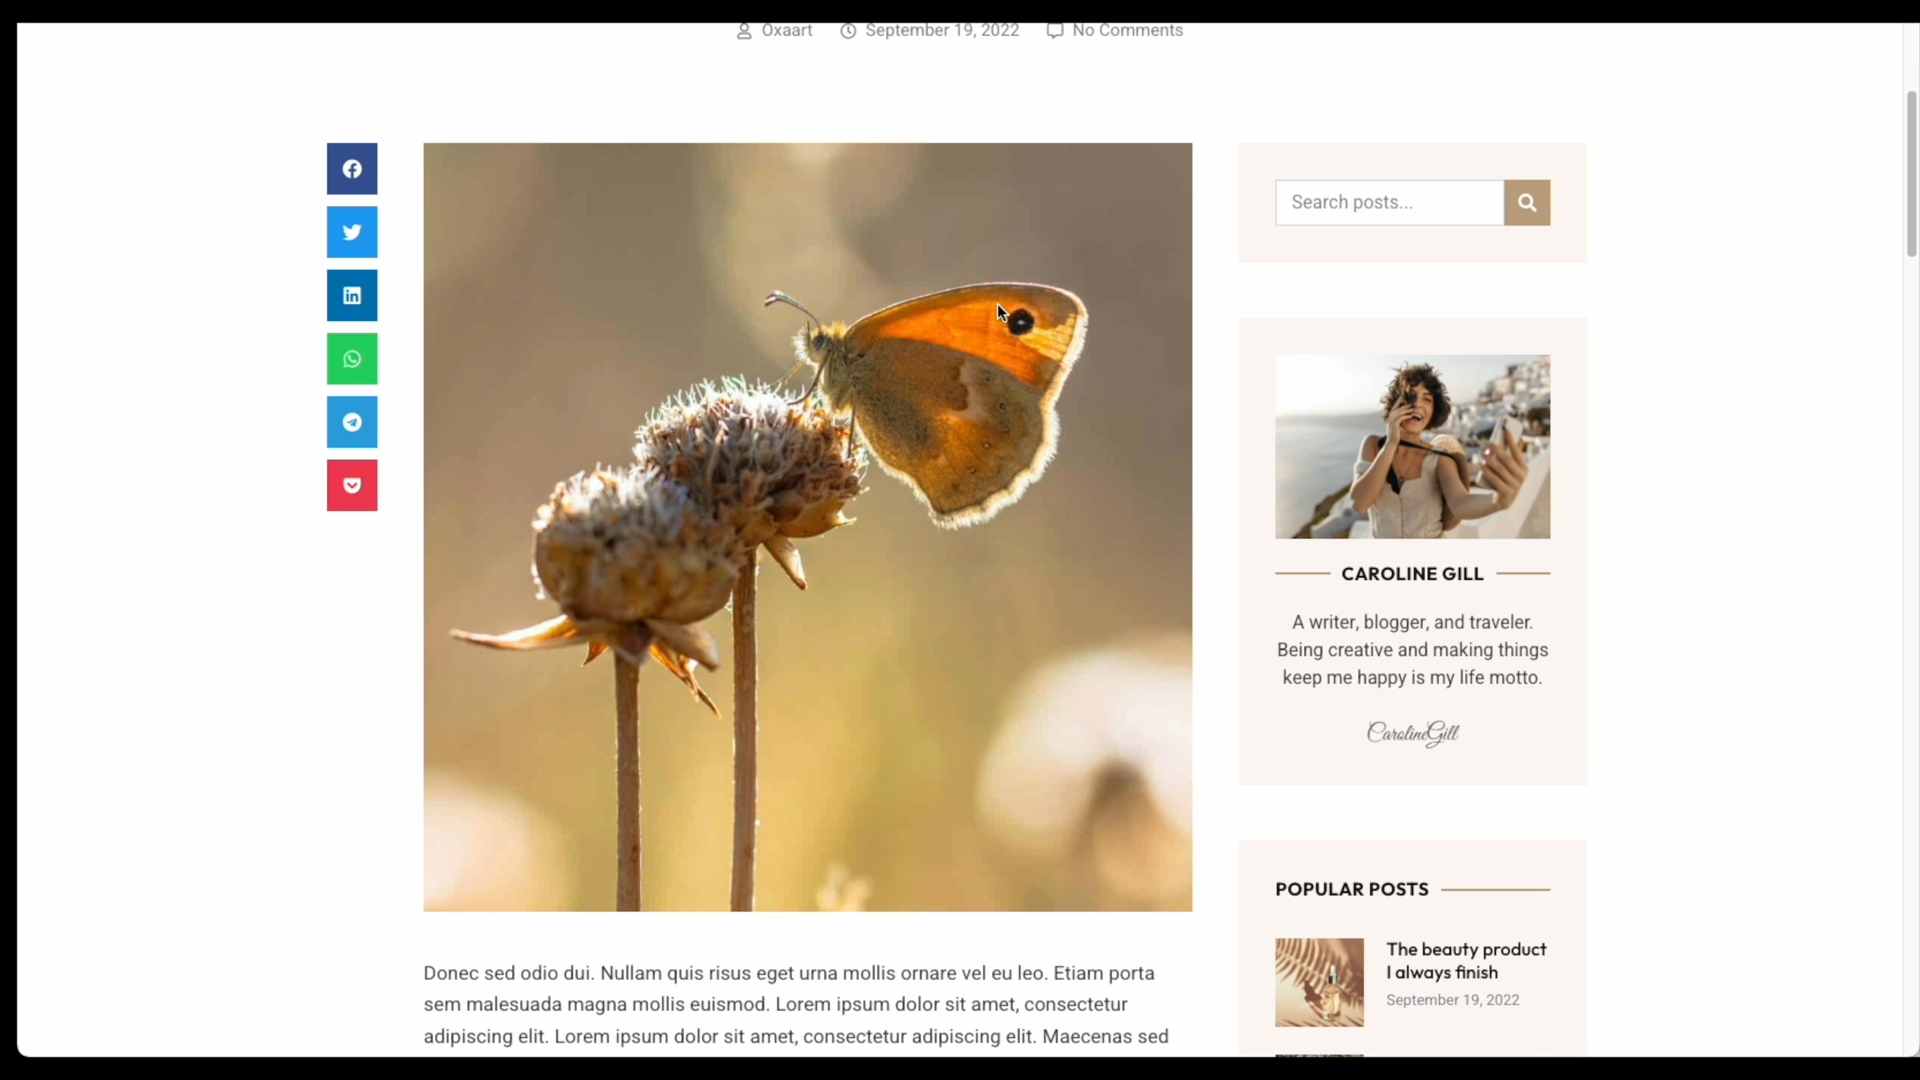 Oxaart September 19, 2022 No Comments
Search posts...
CAROLINE GILL
A writer, blogger, and traveler.
Being creative and making things
keep me happy is my life motto.
CarolineGill
POPULAR POSTS
The beauty product
I always finish
September 19, 2022
Donec sed odio dui. Nullam quis risus eget urna mollis ornare vel eu leo. Etiam porta
sem malesuada magna mollis euismod. Lorem ipsum dolor sit amet, consectetur
adipiscing elit. Lorem ipsum dolor sit amet, consectetur adipiscing elit. Maecenas sed